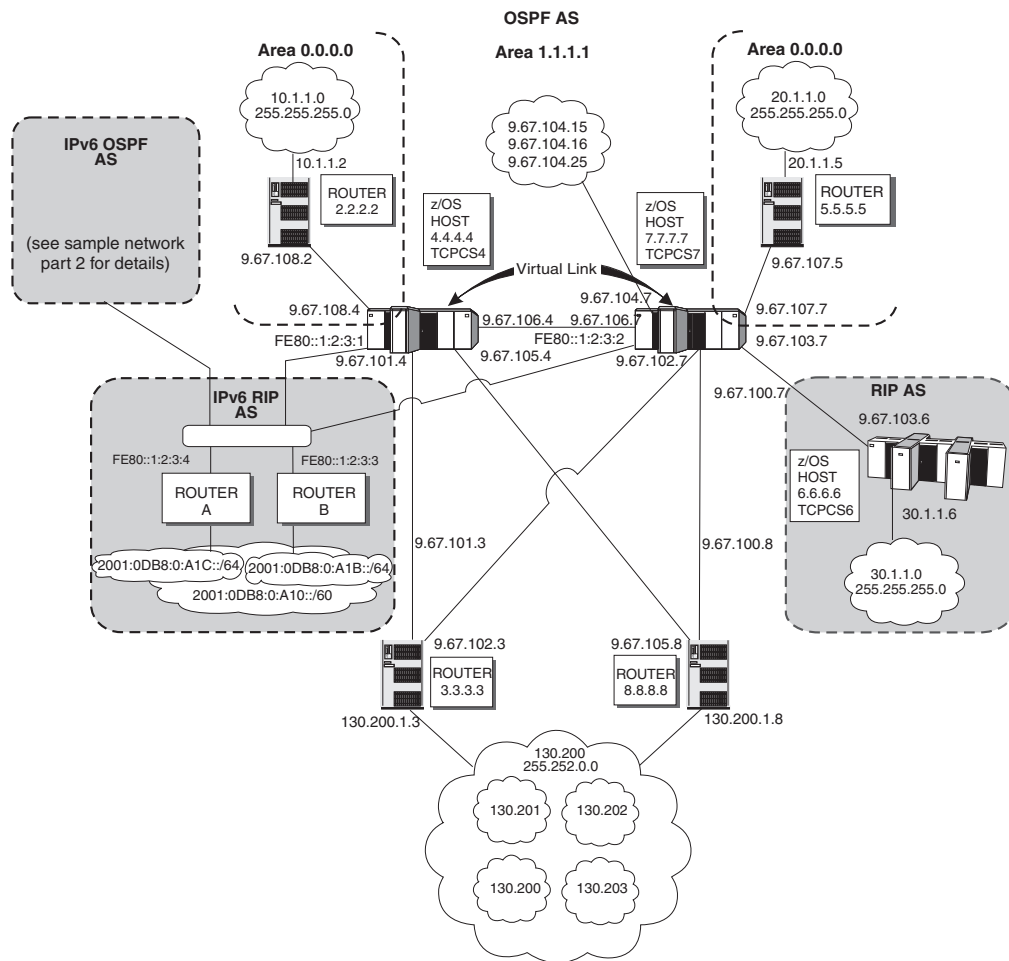 OSPF AS
Area 0.0.0.0
Area 1.1.1.1
Area 0.0.0.0
10.1.1.0
255.255.255.0
20.1.1.0
255.255.255.0
9.67.104.15
9.67.104.16
9.67.104.25
IPv6 OSPF
AS
(see sample network
part 2 for details)
10.1.1.2
ROUTER
2.2.2.2
20.1.1.5
ROUTER
5.5.5.5
z/OS
HOST
4.4.4.4
TCPCS4
z/OS
HOST
7.7.7.7
TCPCS7
9.67.108.2
Virtual Link
9.67.107.5
9.67.108.4
9.67.104.7
9.67.107.7
9.67.106.4
9.67.106.7
9.67.103.7
FE80::1:2:3:1
9.67.101.4
9.67.105.4
FE80::1:2:3:2
9.67.102.7
9.67.100.7
IPv6 RIP
AS
RIP AS
9.67.103.6
FE80::1:2:3:4
FE80::1:2:3:3
ROUTER
A
ROUTER
B
z/OS
HOST
6.6.6.6
TCPCS6
30.1.1.6
9.67.101.3
9.67.100.8
2001:0DB8:0:A1C::/64
2001:0DB8:0:A1B::/64
2001:0DB8:0:A10::/60
30.1.1.0
255.255.255.0
9.67.102.3
9.67.105.8
ROUTER
3.3.3.3
ROUTER
8.8.8.8
130.200.1.3
130.200.1.8
130.200
255.252.0.0
130.201
130.202
130.200
130.203